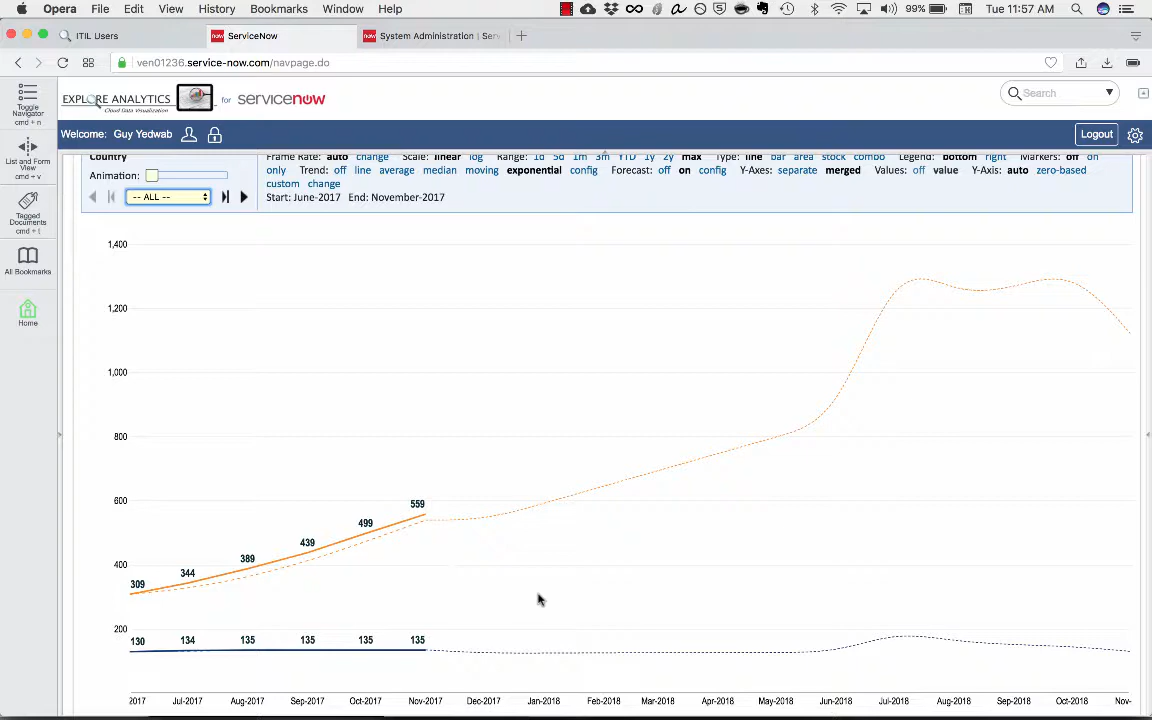 Opera File Edit View History Bookmarks Window Help 99% Tue 11:57 AM
ITIL Users ServiceNow System Administration | Serv
ven01236.service-now.com/navpage.do
EXPLORE ANALYTICS for servicenow Search
Cloud Data Visualization
Toggle
Navigator
cmd + n
Welcome: Guy Yedwab Logout
List and Form
View
cmd + v
Tagged
Documents
cmd + t
All Bookmarks
Home
Country
Animation:
-- ALL --
Frame Rate: auto change Scale: linear log Range: 1d 5d 1m 3m YTD 1y 2y max Type: line bar area stock combo Legend: bottom right Markers: off on
only Trend: off line average median moving exponential config Forecast: off on config Y-Axes: separate merged Values: off value Y-Axis: auto zero-based
custom change
Start: June-2017 End: November-2017
1,400
1,200
1,000
800
600
400
200
309 344 389 439 499 559
130 134 135 135 135 135
2017 Jul-2017 Aug-2017 Sep-2017 Oct-2017 Nov-2017 Dec-2017 Jan-2018 Feb-2018 Mar-2018 Apr-2018 May-2018 Jun-2018 Jul-2018 Aug-2018 Sep-2018 Oct-2018 Nov-